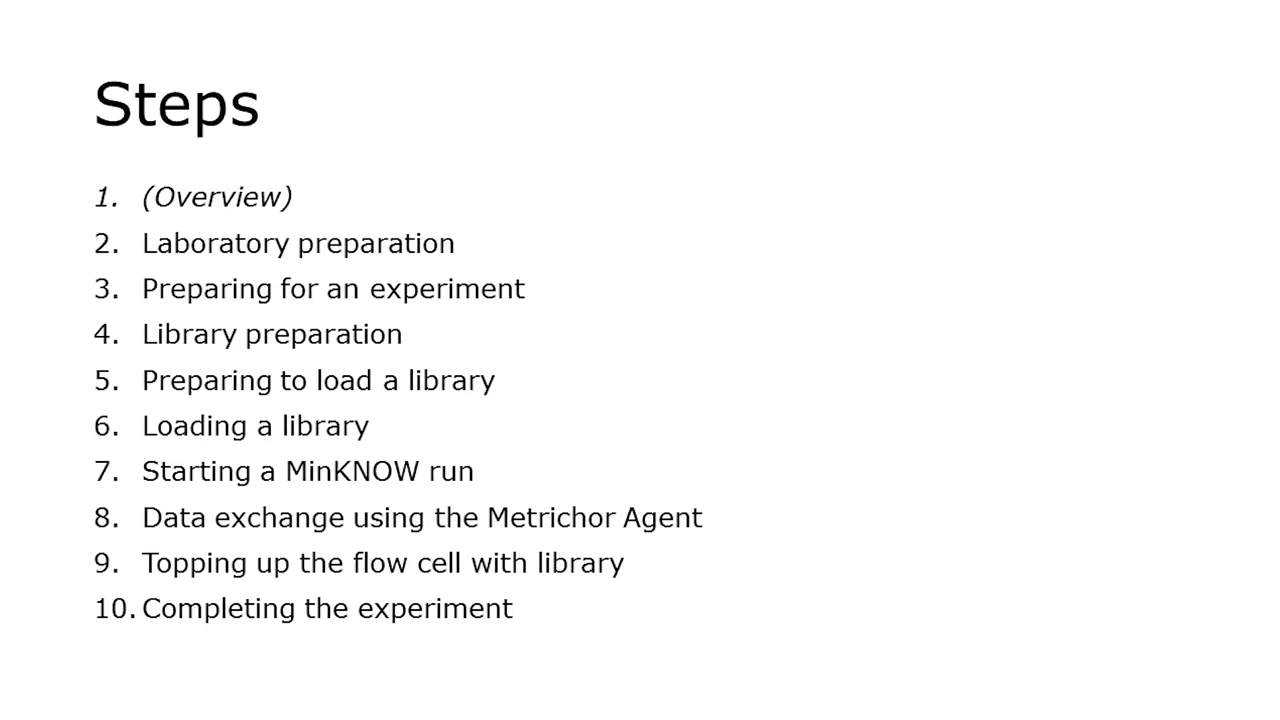 Steps
1. (Overview)
2. Laboratory preparation
3. Preparing for an experiment
4. Library preparation
5. Preparing to load a library
6. Loading a library
7. Starting a MinKNOW run
8. Data exchange using the Metrichor Agent
9. Topping up the flow cell with library
10. Completing the experiment